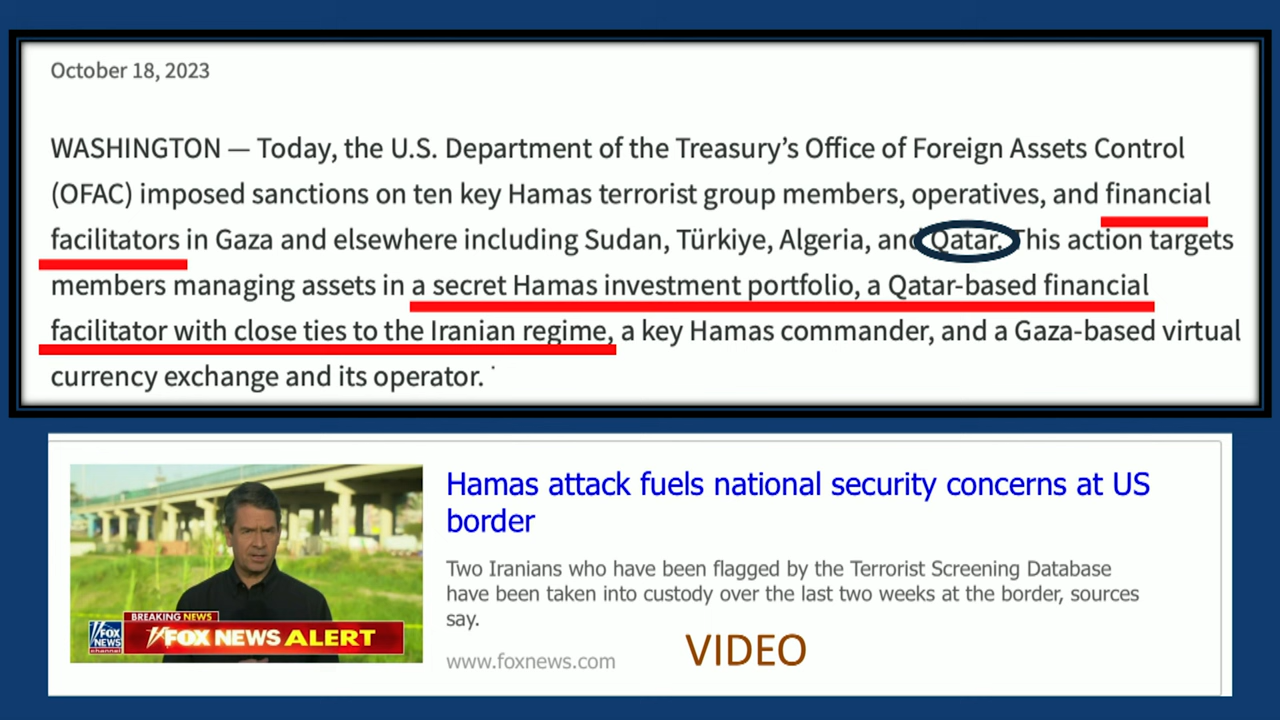 October 18, 2023
WASHINGTON — Today, the U.S. Department of the Treasury’s Office of Foreign Assets Control
(OFAC) imposed sanctions on ten key Hamas terrorist group members, operatives, and financial
facilitators in Gaza and elsewhere including Sudan, Türkiye, Algeria, and Qatar. This action targets
members managing assets in a secret Hamas investment portfolio, a Qatar-based financial
facilitator with close ties to the Iranian regime, a key Hamas commander, and a Gaza-based virtual
currency exchange and its operator.
Hamas attack fuels national security concerns at US
border
Two Iranians who have been flagged by the Terrorist Screening Database
have been taken into custody over the last two weeks at the border, sources
say.
www.foxnews.com
VIDEO
BREAKING NEWS
FOX NEWS ALERT
FOX
NEWS
channel